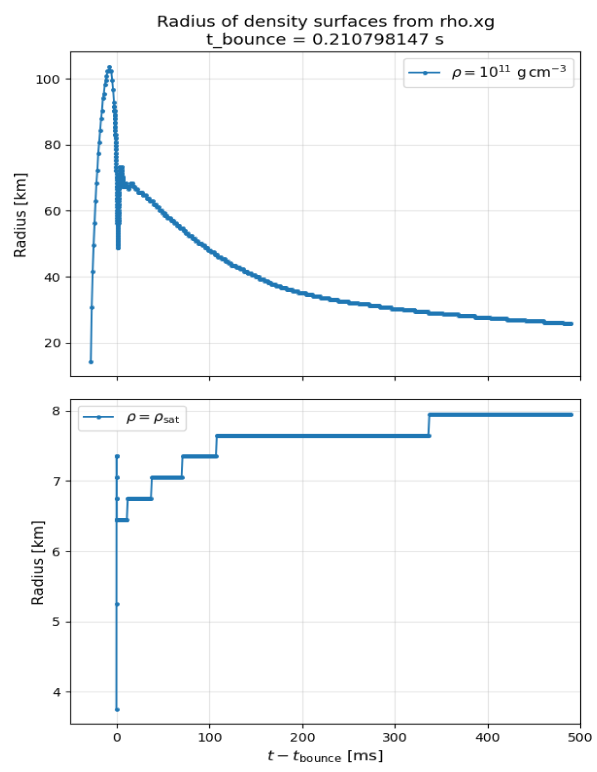 Radius of density surfaces from rho.xg
t_bounce = 0.210798147 s
ρ = 10¹¹ g cm⁻³
100
80
60
40
20
Radius [km]
ρ = ρsat
8
7
6
5
4
Radius [km]
0
100
200
300
400
500
t − tbounce [ms]